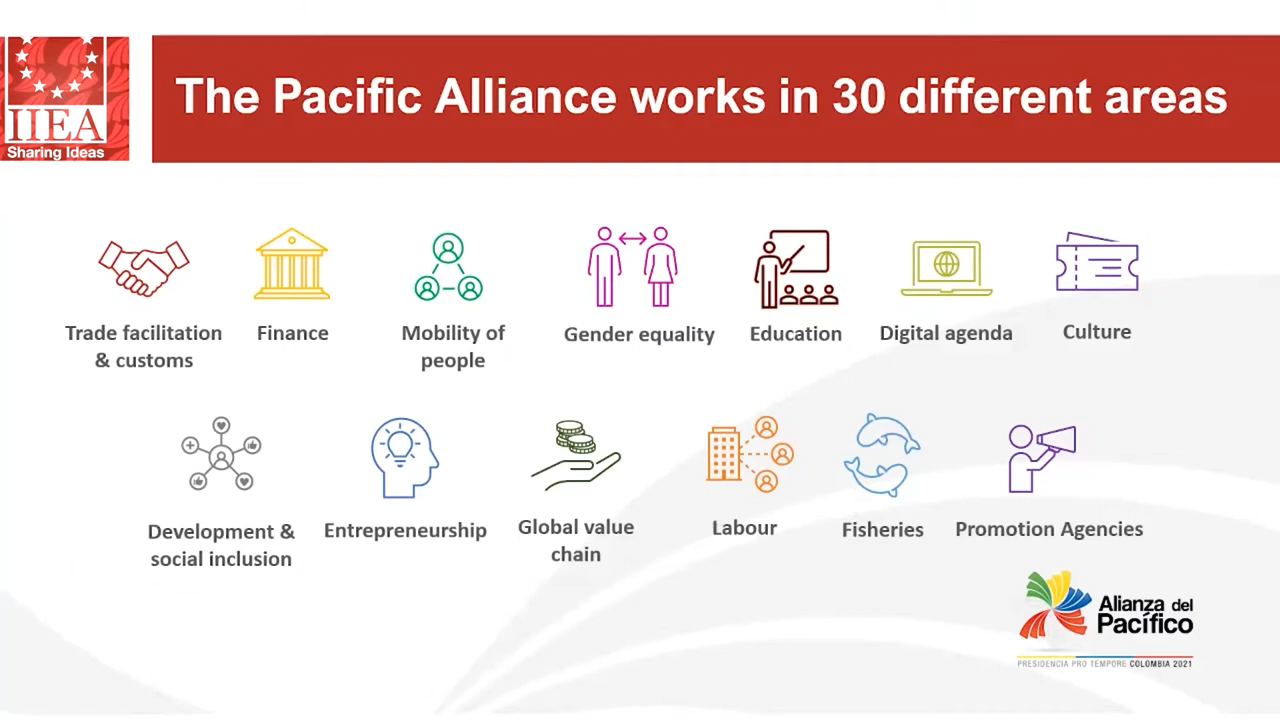 IIEA
Sharing Ideas
The Pacific Alliance works in 30 different areas
Trade facilitation
& customs
Finance
Mobility of
people
Gender equality
Education
Digital agenda
Culture
Development &
social inclusion
Entrepreneurship
Global value
chain
Labour
Fisheries
Promotion Agencies
Alianza del
Pacífico
PRESIDENCIA PRO TEMPORE COLOMBIA 2021